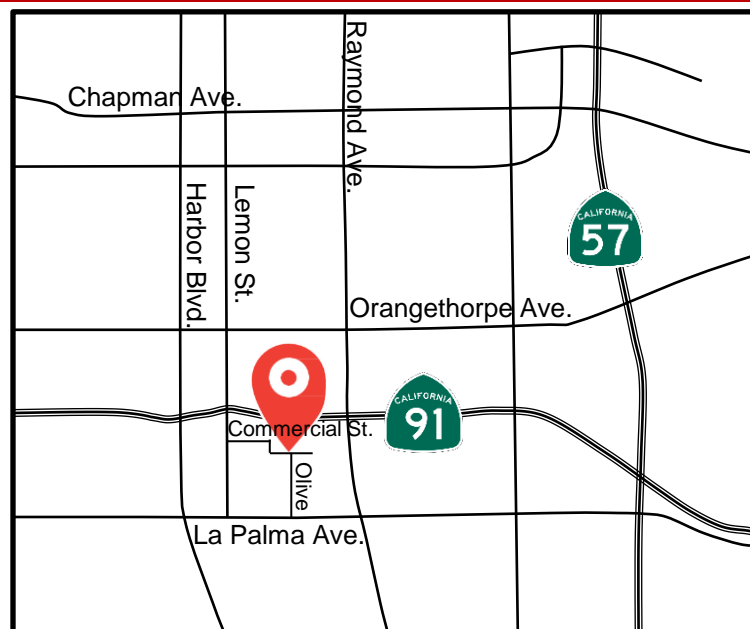 Chapman Ave.
Raymond Ave.
Harbor Blvd.
Lemon St.
CALIFORNIA
57
Orangethorpe Ave.
CALIFORNIA
91
Commercial St.
Olive
La Palma Ave.